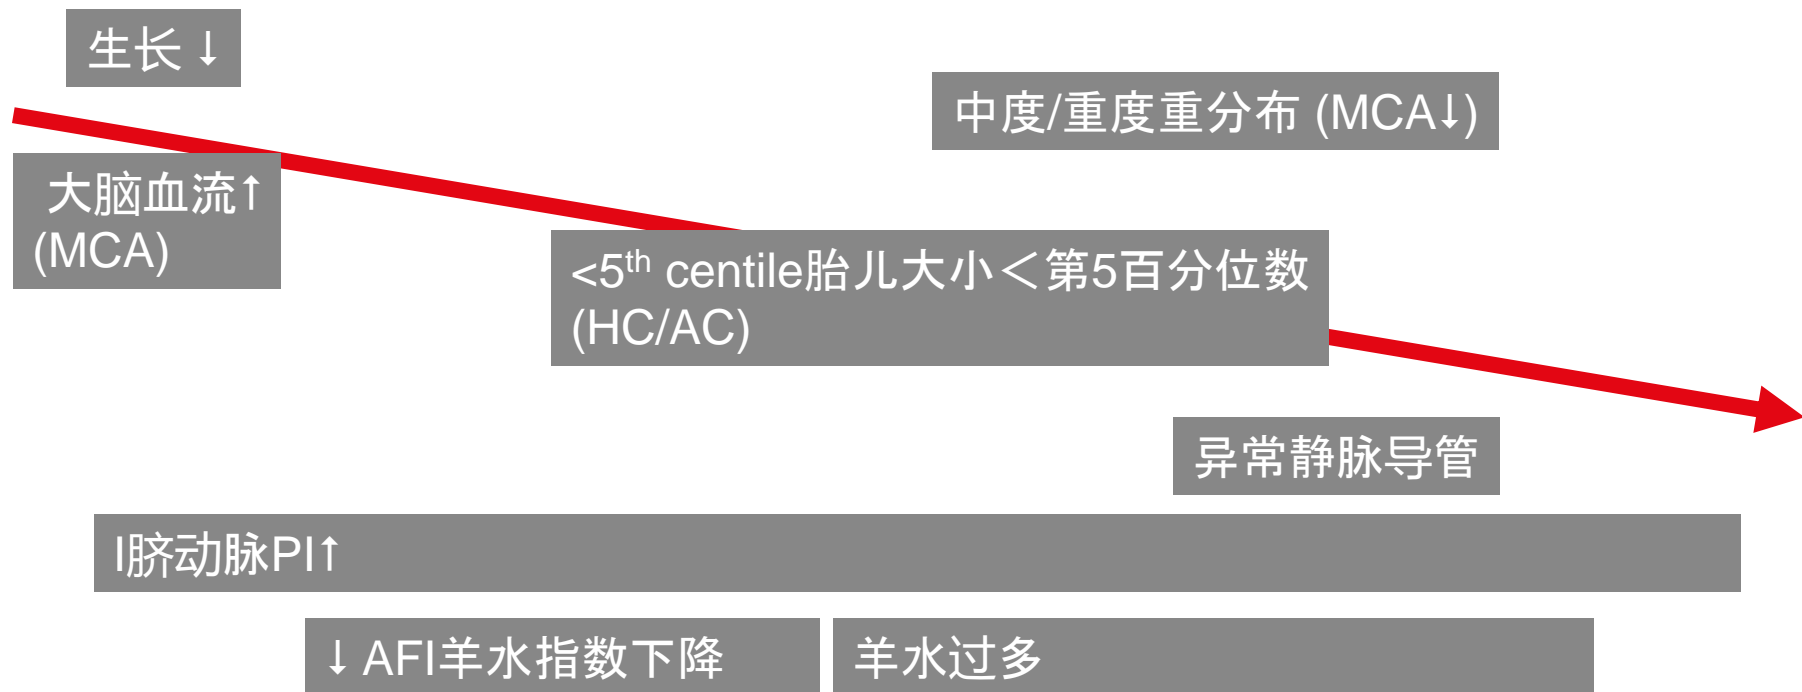 生长↓
中度/重度重分布 (MCA↓)
大脑血流↑
(MCA)
<5th centile胎儿大小＜第5百分位数
(HC/AC)
异常静脉导管
I脐动脉PI↑
↓AFI羊水指数下降
羊水过多